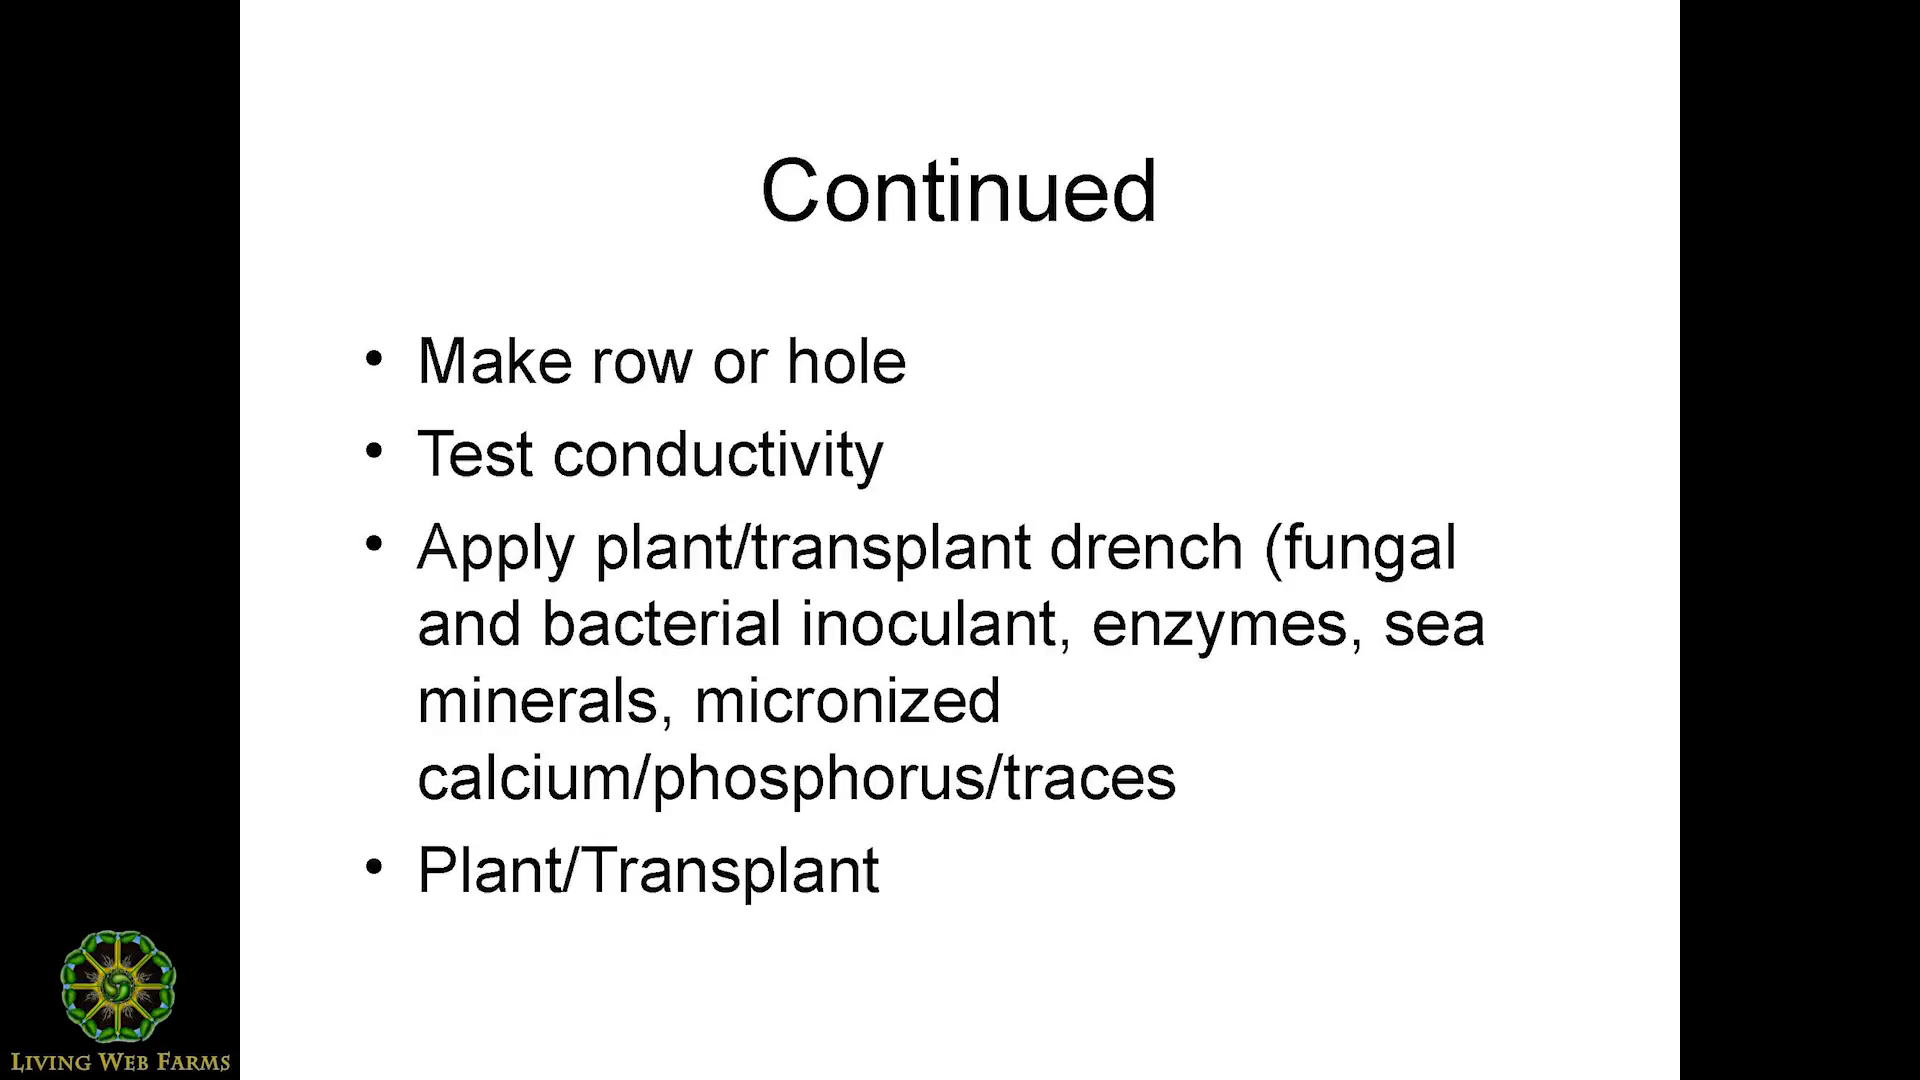 Continued
• Make row or hole
• Test conductivity
• Apply plant/transplant drench (fungal
and bacterial inoculant, enzymes, sea
minerals, micronized
calcium/phosphorus/traces
• Plant/Transplant
LIVING WEB FARMS